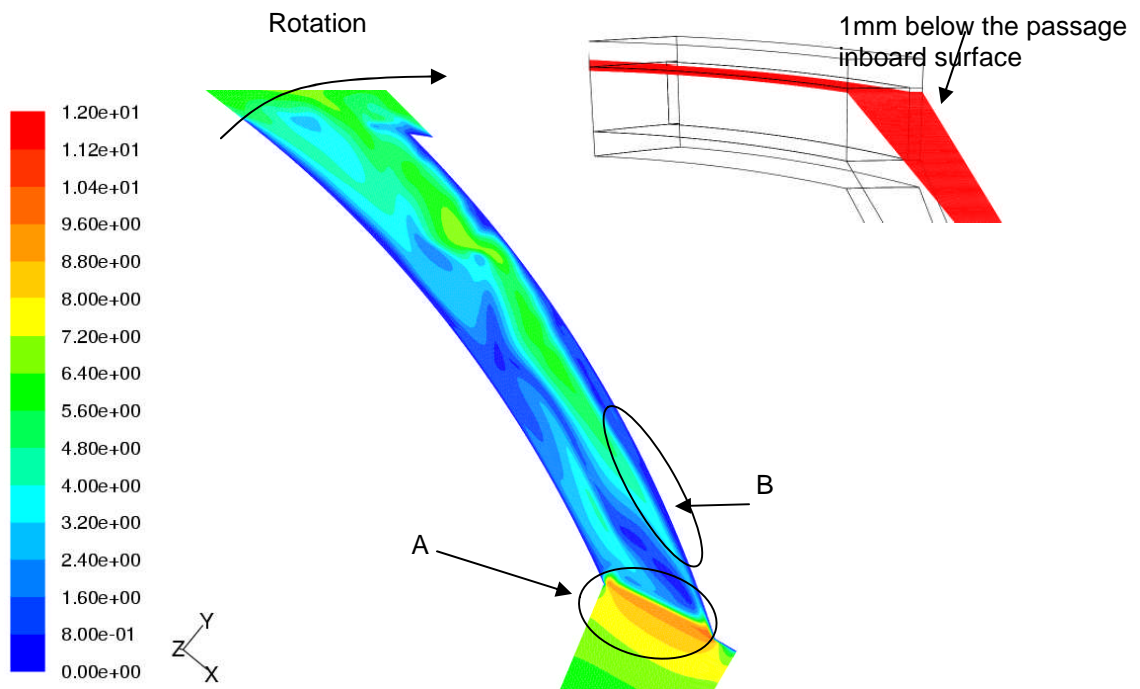 Rotation
1mm below the passage
inboard surface
1.20e+01
1.12e+01
1.04e+01
9.60e+00
8.80e+00
8.00e+00
7.20e+00
6.40e+00
5.60e+00
4.80e+00
4.00e+00
3.20e+00
2.40e+00
1.60e+00
8.00e-01
0.00e+00
B
A
Y
Z
X